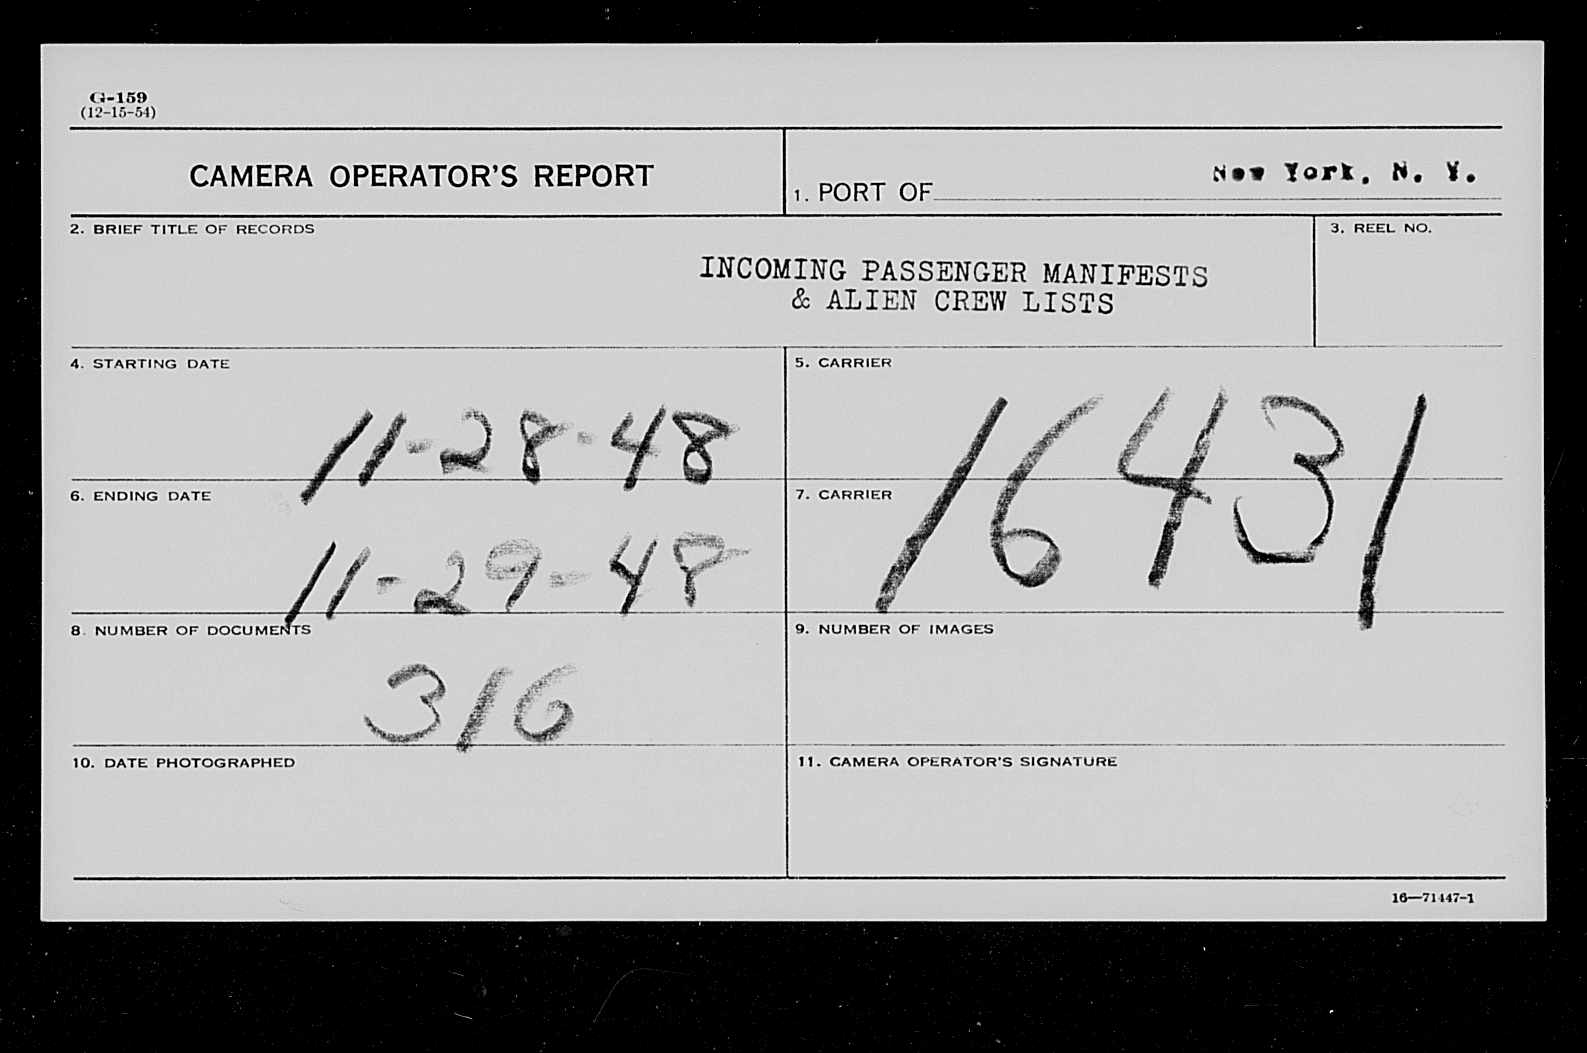 G-159
(12-15-54)
CAMERA OPERATOR'S REPORT
1. PORT OF New York, N. Y.
2. BRIEF TITLE OF RECORDS
INCOMING PASSENGER MANIFESTS
& ALIEN CREW LISTS
3. REEL NO.
4. STARTING DATE
11-28-48
5. CARRIER
16431
6. ENDING DATE
11-29-48
7. CARRIER
8. NUMBER OF DOCUMENTS
316
9. NUMBER OF IMAGES
10. DATE PHOTOGRAPHED
11. CAMERA OPERATOR'S SIGNATURE
16—71447-1